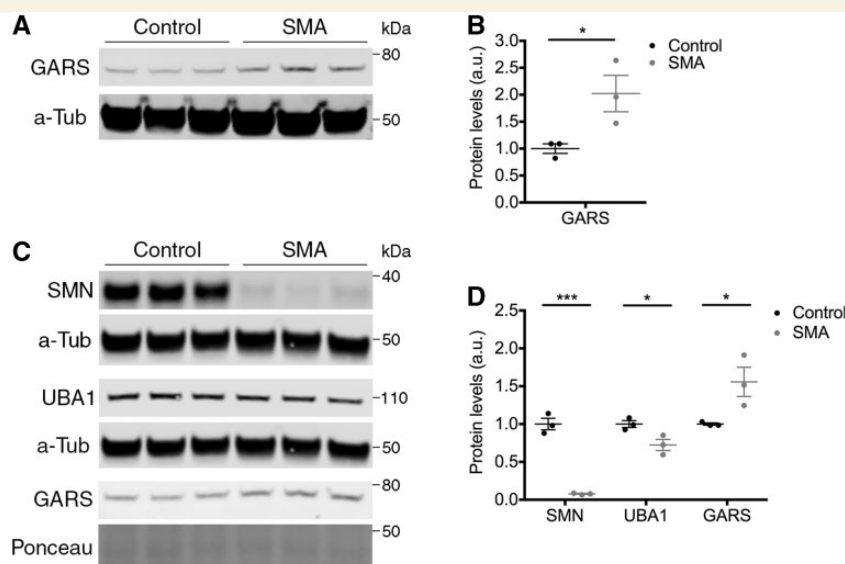 A
Control SMA kDa
GARS 80
a-Tub 50
B
*
Control
SMA
Protein levels (a.u.)
3.0
2.5
2.0
1.5
1.0
0.5
0.0
GARS
C
Control SMA kDa
SMN 40
a-Tub 50
UBA1 110
a-Tub 50
GARS 80
Ponceau 50
D
*** * *
Control
SMA
Protein levels (a.u.)
2.5
2.0
1.5
1.0
0.5
0.0
SMN UBA1 GARS